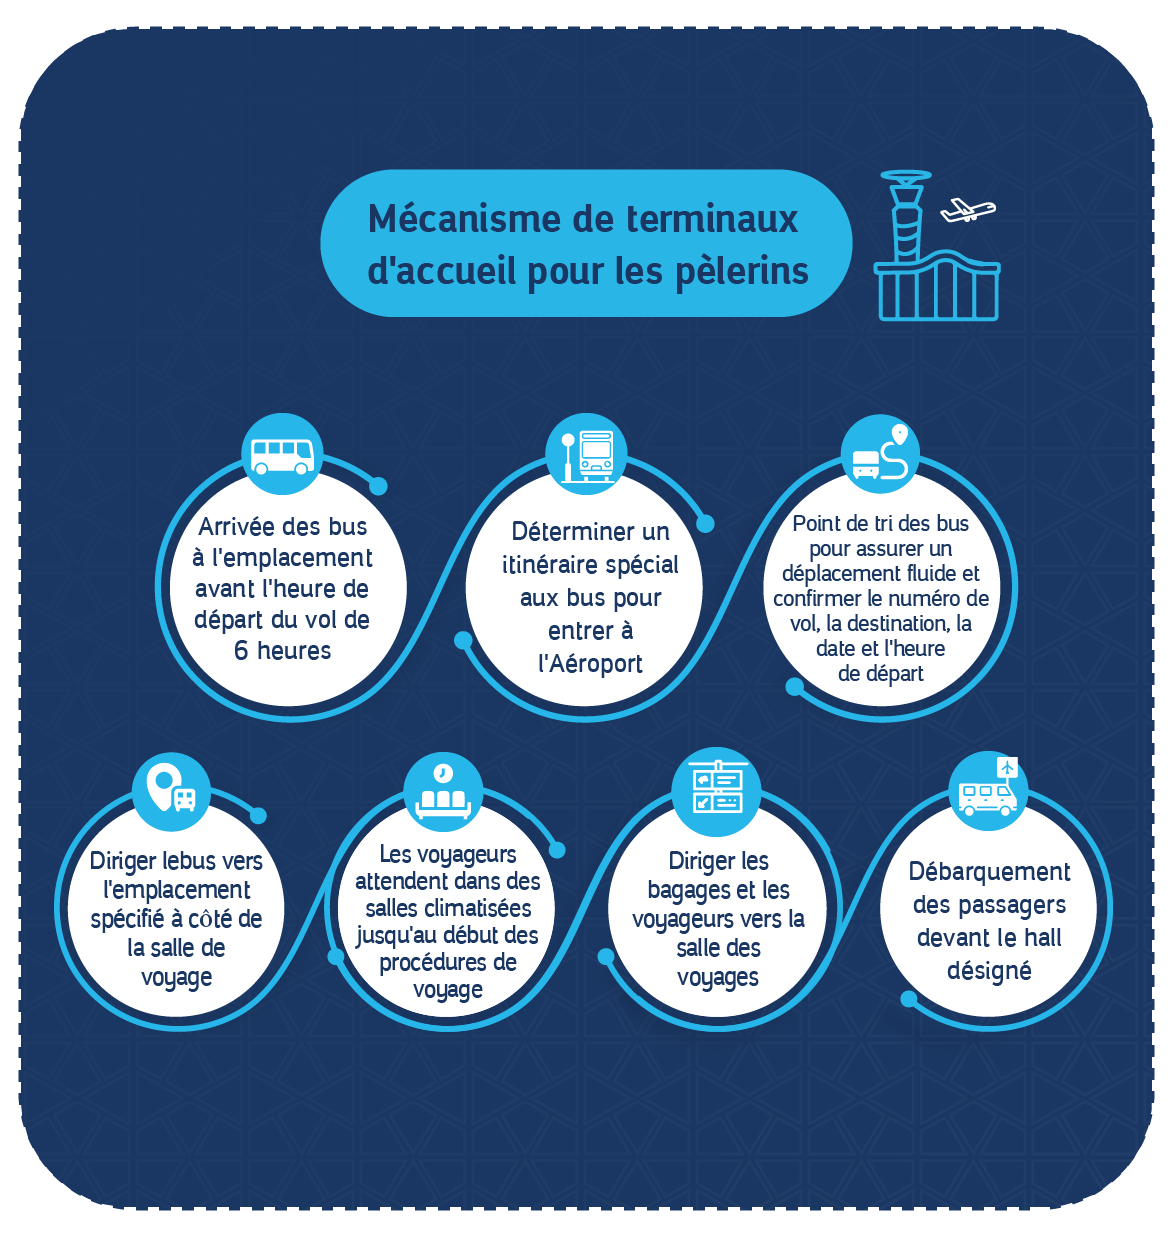 Mécanisme de terminaux
d'accueil pour les pèlerins
Arrivée des bus
à l'emplacement
avant l'heure de
départ du vol de
6 heures
Déterminer un
itinéraire spécial
aux bus pour
entrer à
l'Aéroport
Point de tri des bus
pour assurer un
déplacement fluide et
confirmer le numéro de
vol, la destination, la
date et l'heure
de départ
Diriger lebus vers
l'emplacement
spécifié à côté de
la salle de
voyage
Les voyageurs
attendent dans des
salles climatisées
jusqu'au début des
procédures de
voyage
Diriger les
bagages et les
voyageurs vers la
salle des
voyages
Débarquement
des passagers
devant le hall
désigné